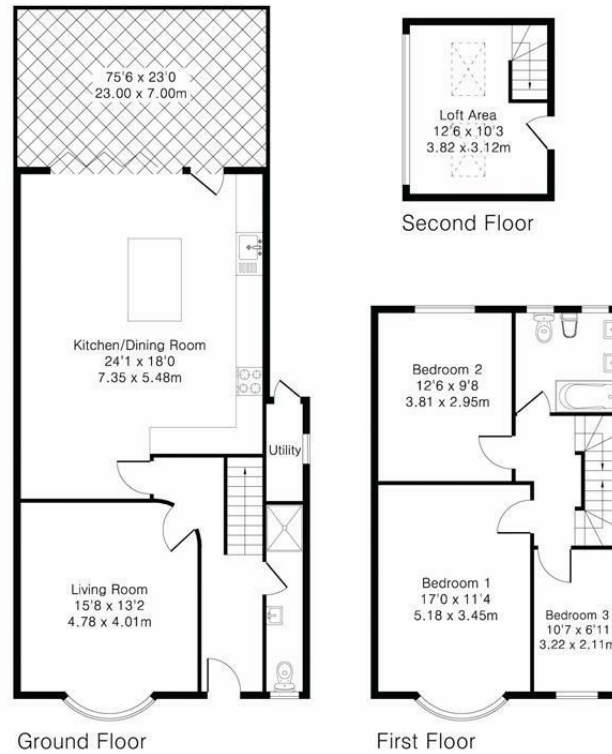 75'6 x 23'0
23.00 x 7.00m
Kitchen/Dining Room
24'1 x 18'0
7.35 x 5.48m
Utility
Living Room
15'8 x 13'2
4.78 x 4.01m
Ground Floor
Loft Area
12'6 x 10'3
3.82 x 3.12m
Second Floor
Bedroom 2
12'6 x 9'8
3.81 x 2.95m
Bedroom 1
17'0 x 11'4
5.18 x 3.45m
Bedroom 3
10'7 x 6'11
3.22 x 2.11m
First Floor